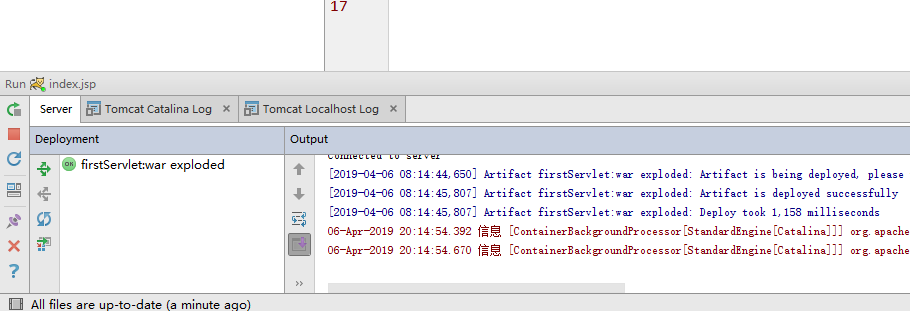 17
Run index.jsp
Server Tomcat Catalina Log × Tomcat Localhost Log ×
Deployment Output
OK firstServlet:war exploded
Connected to server
[2019-04-06 08:14:44,650] Artifact firstServlet:war exploded: Artifact is being deployed, please
[2019-04-06 08:14:45,807] Artifact firstServlet:war exploded: Artifact is deployed successfully
[2019-04-06 08:14:45,807] Artifact firstServlet:war exploded: Deploy took 1,158 milliseconds
06-Apr-2019 20:14:54.392 信息 [ContainerBackgroundProcessor[StandardEngine[Catalina]]] org.apache
06-Apr-2019 20:14:54.670 信息 [ContainerBackgroundProcessor[StandardEngine[Catalina]]] org.apache
All files are up-to-date (a minute ago)